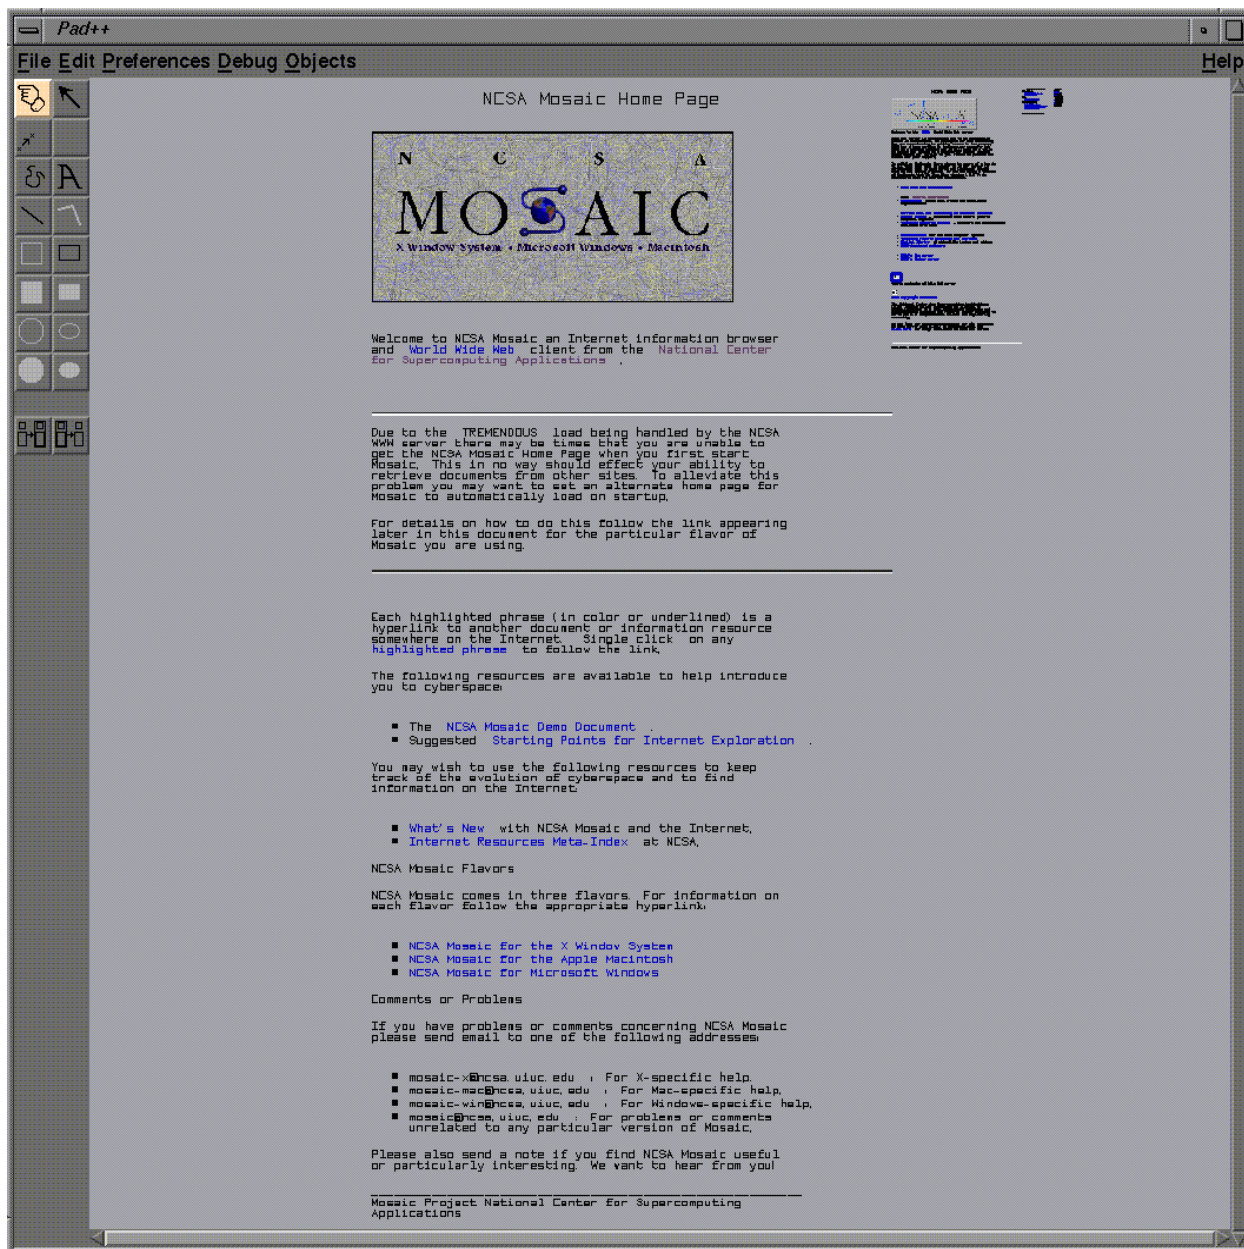 Pad++
File Edit Preferences Debug Objects Help
NCSA Mosaic Home Page
N C S A
MOSAIC
X Window System • Microsoft Windows • Macintosh
Welcome to NCSA Mosaic an Internet information browser
and World Wide Web client from the National Center
for Supercomputing Applications .
Due to the TREMENDOUS load being handled by the NCSA
WWW server there may be times that you are unable to
get the NCSA Mosaic Home Page when you first start
Mosaic. This in no way should effect your ability to
retrieve documents from other sites. To alleviate this
problem you may want to set an alternate home page for
Mosaic to automatically load on startup.
For details on how to do this follow the link appearing
later in this document for the particular flavor of
Mosaic you are using.
Each highlighted phrase (in color or underlined) is a
hyperlink to another document or information resource
somewhere on the Internet. Single click on any
highlighted phrase to follow the link.
The following resources are available to help introduce
you to cyberspace:
▪ The NCSA Mosaic Demo Document .
▪ Suggested Starting Points for Internet Exploration .
You may wish to use the following resources to keep
track of the evolution of cyberspace and to find
information on the Internet:
▪ What's New with NCSA Mosaic and the Internet.
▪ Internet Resources Meta-Index at NCSA.
NCSA Mosaic Flavors
NCSA Mosaic comes in three flavors. For information on
each flavor follow the appropriate hyperlink:
▪ NCSA Mosaic for the X Window System
▪ NCSA Mosaic for the Apple Macintosh
▪ NCSA Mosaic for Microsoft Windows
Comments or Problems
If you have problems or comments concerning NCSA Mosaic
please send email to one of the following addresses:
▪ mosaic-x@ncsa.uiuc.edu : For X-specific help.
▪ mosaic-mac@ncsa.uiuc.edu : For Mac-specific help.
▪ mosaic-win@ncsa.uiuc.edu : For Windows-specific help.
▪ mosaic@ncsa.uiuc.edu : For problems or comments
unrelated to any particular version of Mosaic.
Please also send a note if you find NCSA Mosaic useful
or particularly interesting. We want to hear from you!
Mosaic Project National Center for Supercomputing
Applications